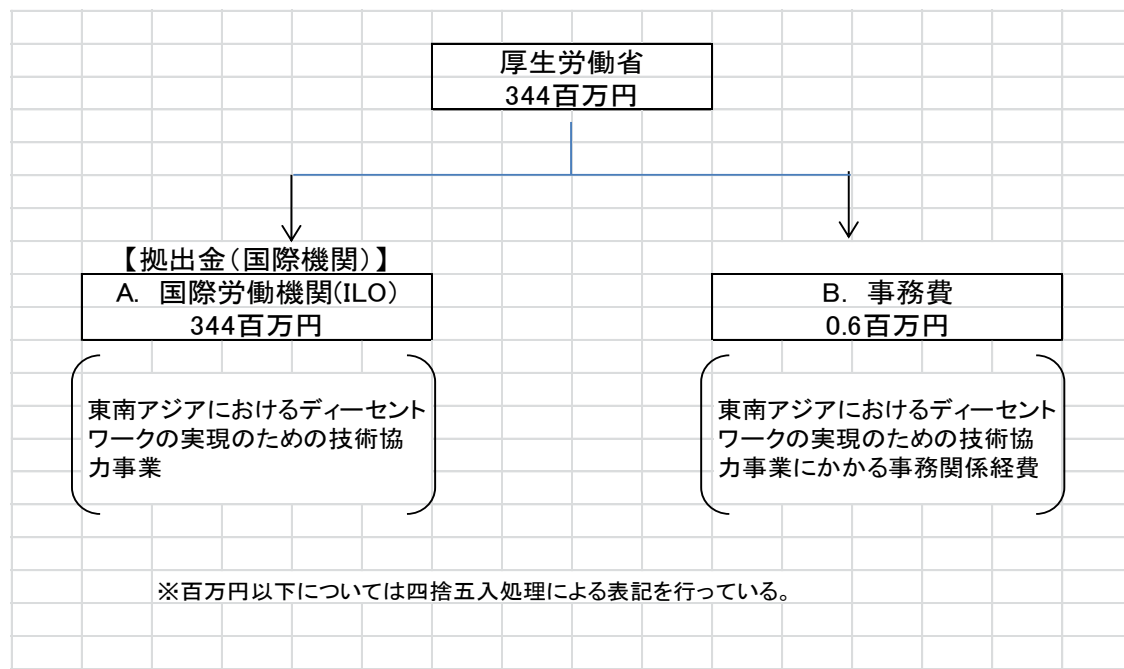 厚生労働省
344百万円
【拠出金(国際機関)】
A. 国際労働機関(ILO)
344百万円
東南アジアにおけるディーセント
ワークの実現のための技術協
力事業
B. 事務費
0.6百万円
東南アジアにおけるディーセント
ワークの実現のための技術協
力事業にかかる事務関係経費
※百万円以下については四捨五入処理による表記を行っている。